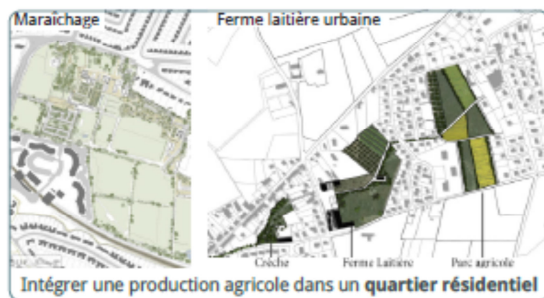 Maraichage
Ferme laitière urbaine
Crèche
Ferme Laitière
Parc agricole
Intégrer une production agricole dans un quartier résidentiel